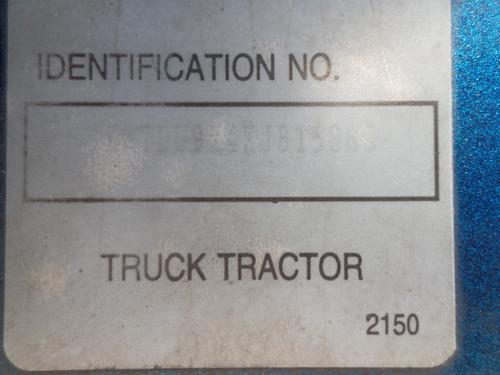 IDENTIFICATION NO.
TRUCK TRACTOR
2150